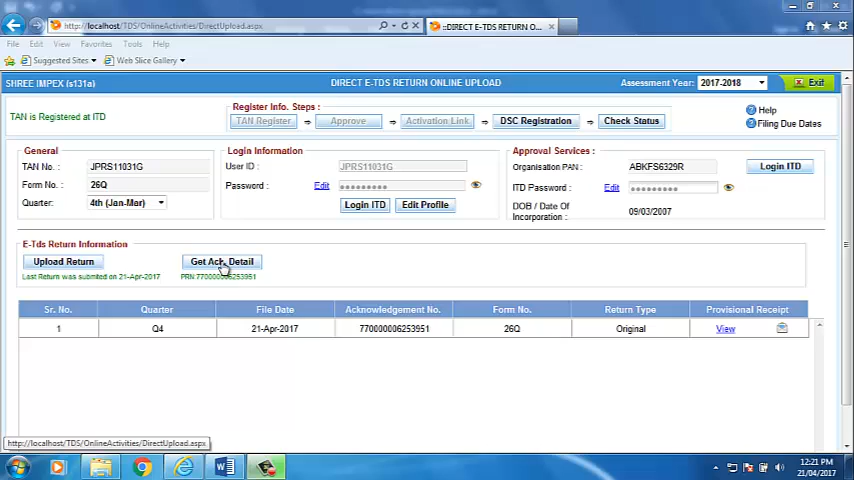 http://localhost/TDS/OnlineActivities/DirectUpload.aspx
::DIRECT E-TDS RETURN O...
File Edit View Favorites Tools Help
Suggested Sites Web Slice Gallery
SHREE IMPEX (s131a) DIRECT E-TDS RETURN ONLINE UPLOAD Assessment Year: 2017-2018 Exit
Register Info. Steps :
TAN is Registered at ITD
TAN Register Approve Activation Link DSC Registration Check Status
Help
Filing Due Dates
General Login Information Approval Services :
TAN No. : JPRS11031G User ID : JPRS11031G Organisation PAN : ABKFS6329R Login ITD
Form No. : 26Q Password : Edit ITD Password : Edit
Quarter: 4th (Jan-Mar) Login ITD Edit Profile DOB / Date Of Incorporation : 09/03/2007
E-Tds Return Information
Upload Return Get Ack. Detail
Last Return was submited on 21-Apr-2017 PRN:770000006253951
Sr. No. Quarter File Date Acknowledgement No. Form No. Return Type Provisional Receipt
1 Q4 21-Apr-2017 770000006253951 26Q Original View
http://localhost/TDS/OnlineActivities/DirectUpload.aspx
12:21 PM
21/04/2017